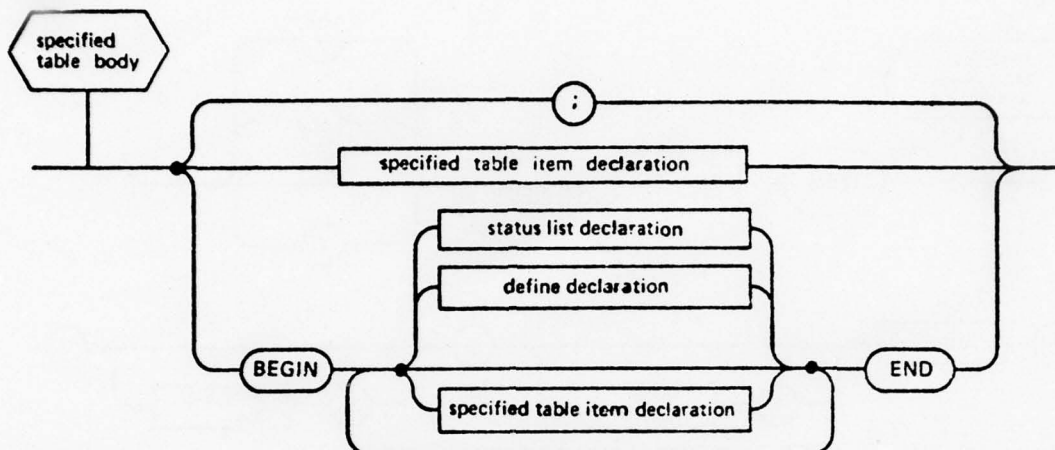 specified
table body
;
specified table item declaration
status list declaration
define declaration
BEGIN
END
specified table item declaration